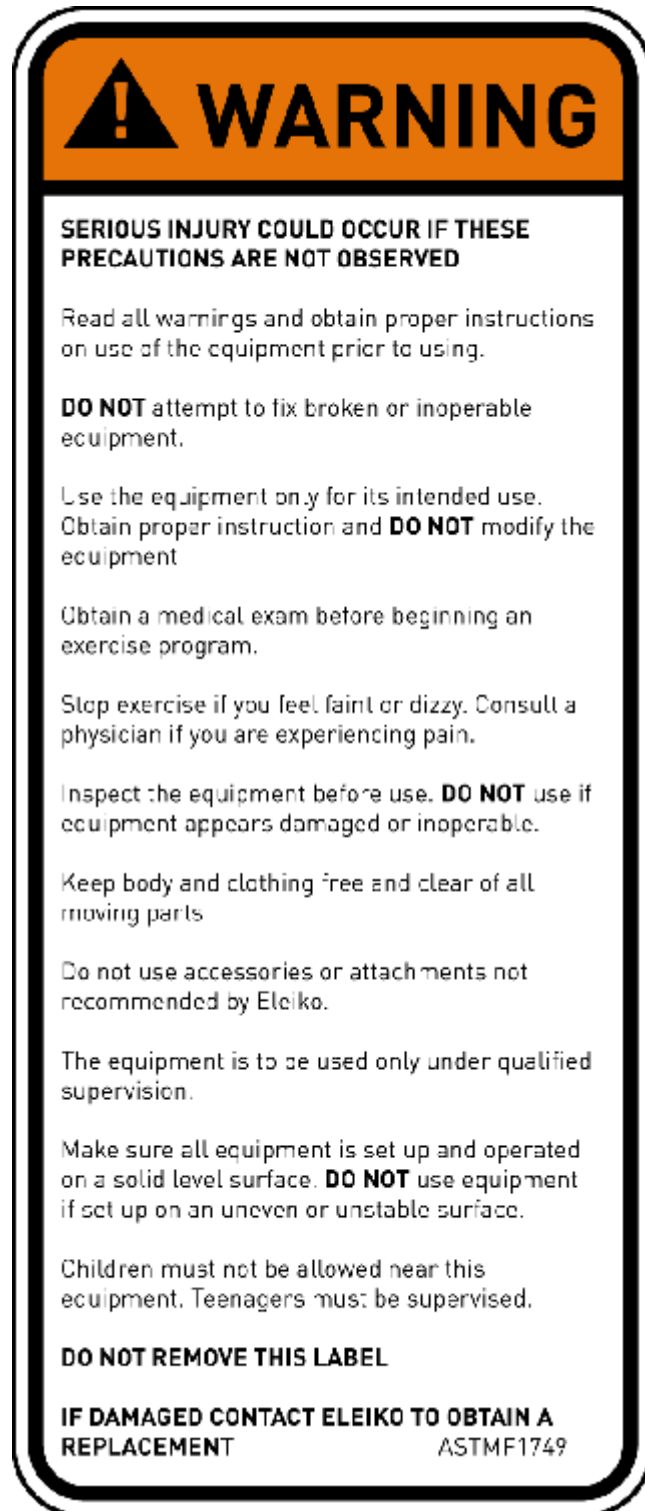 WARNING
SERIOUS INJURY COULD OCCUR IF THESE
PRECAUTIONS ARE NOT OBSERVED
Read all warnings and obtain proper instructions
on use of the equipment prior to using.
DO NOT attempt to fix broken or inoperable
equipment.
Use the equipment only for its intended use.
Obtain proper instruction and DO NOT modify the
equipment
Obtain a medical exam before beginning an
exercise program.
Stop exercise if you feel faint or dizzy. Consult a
physician if you are experiencing pain.
Inspect the equipment before use. DO NOT use if
equipment appears damaged or inoperable.
Keep body and clothing free and clear of all
moving parts
Do not use accessories or attachments not
recommended by Eleiko.
The equipment is to be used only under qualified
supervision.
Make sure all equipment is set up and operated
on a solid level surface. DO NOT use equipment
if set up on an uneven or unstable surface.
Children must not be allowed near this
equipment. Teenagers must be supervised.
DO NOT REMOVE THIS LABEL
IF DAMAGED CONTACT ELEIKO TO OBTAIN A
REPLACEMENT ASTMF1749